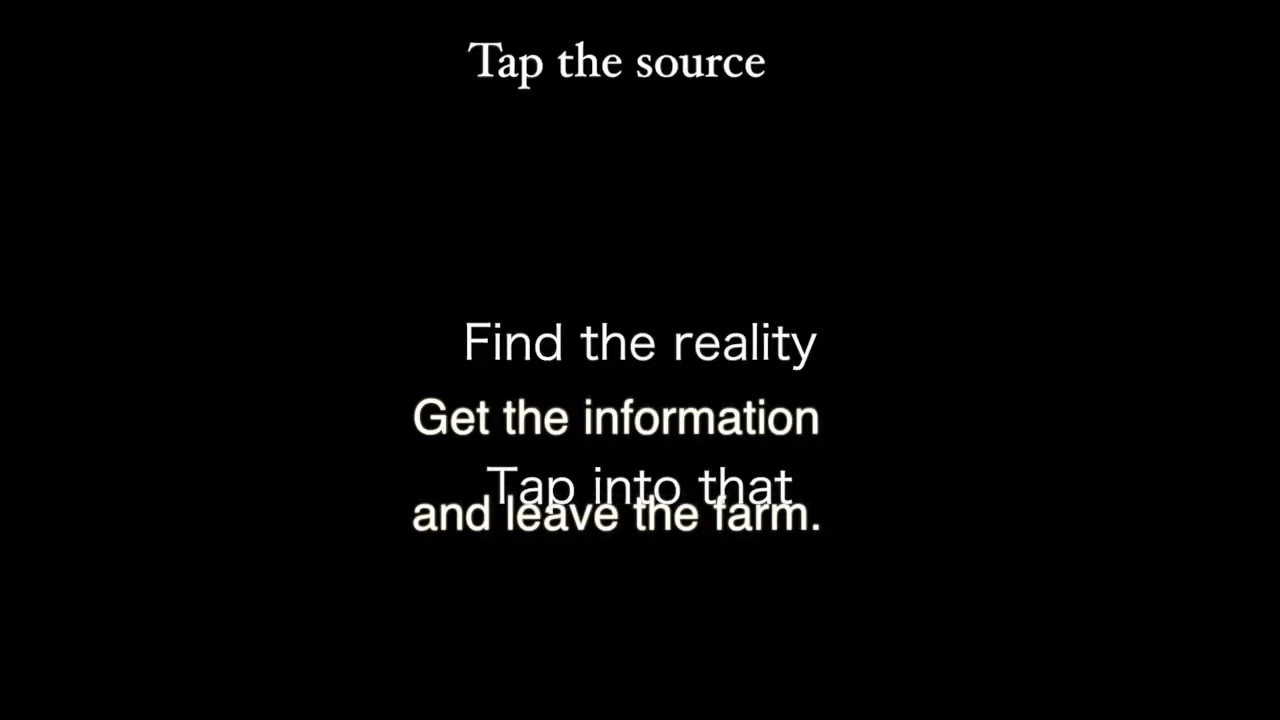 Tap the source
Find the reality
Get the information
Tap into that
and leave the farm.